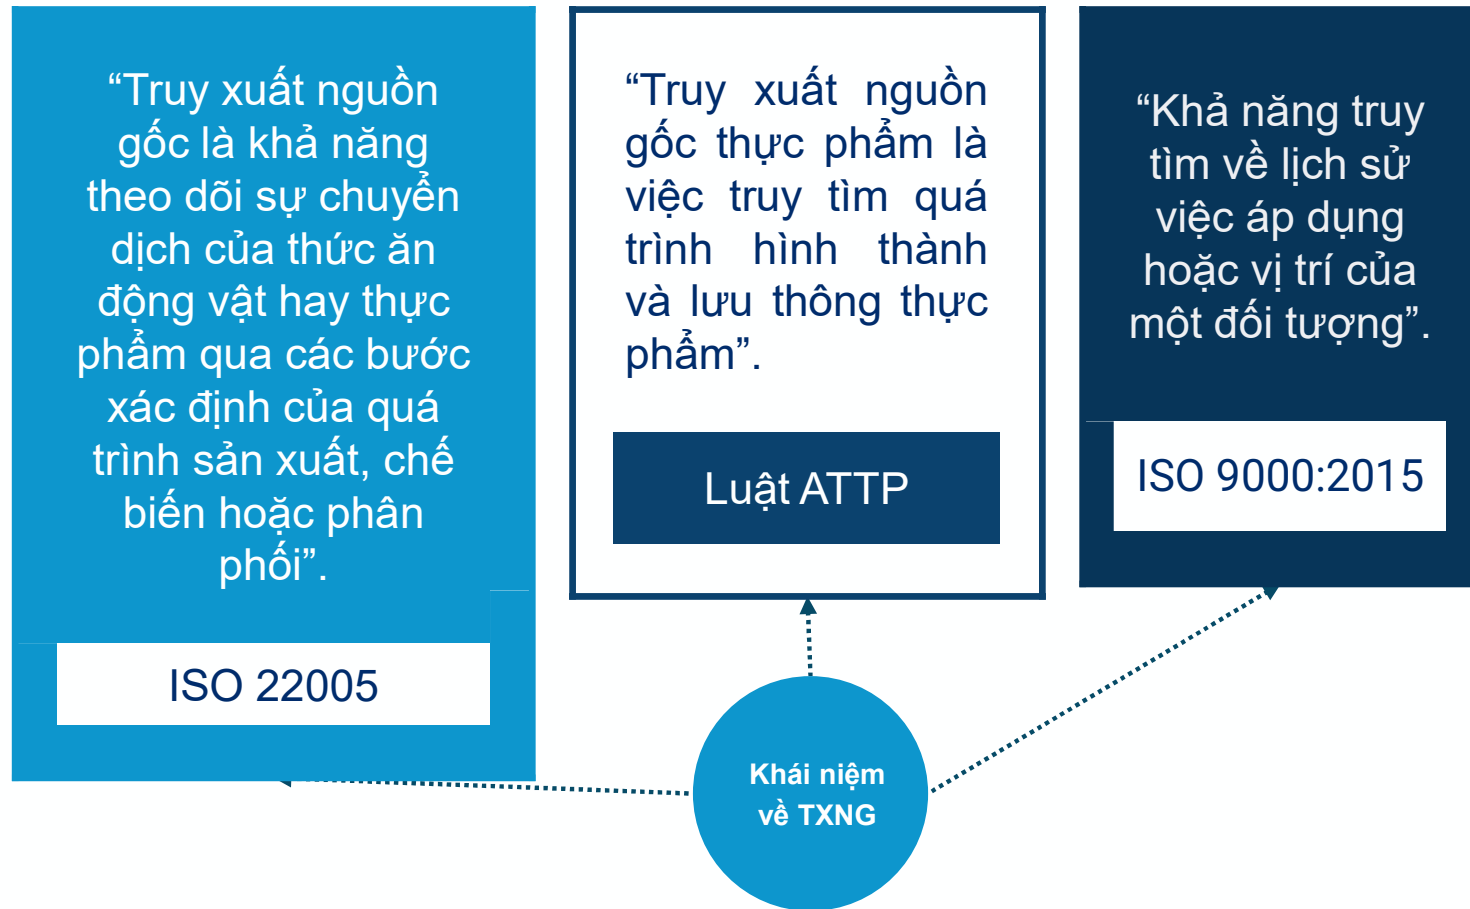 “Truy xuất nguồn
gốc là khả năng
theo dõi sự chuyển
dịch của thức ăn
động vật hay thực
phẩm qua các bước
xác định của quá
trình sản xuất, chế
biến hoặc phân
phối”.
ISO 22005
“Truy xuất nguồn
gốc thực phẩm là
việc truy tìm quá
trình hình thành
và lưu thông thực
phẩm”.
Luật ATTP
“Khả năng truy
tìm về lịch sử
việc áp dụng
hoặc vị trí của
một đối tượng”.
ISO 9000:2015
Khái niệm
về TXNG